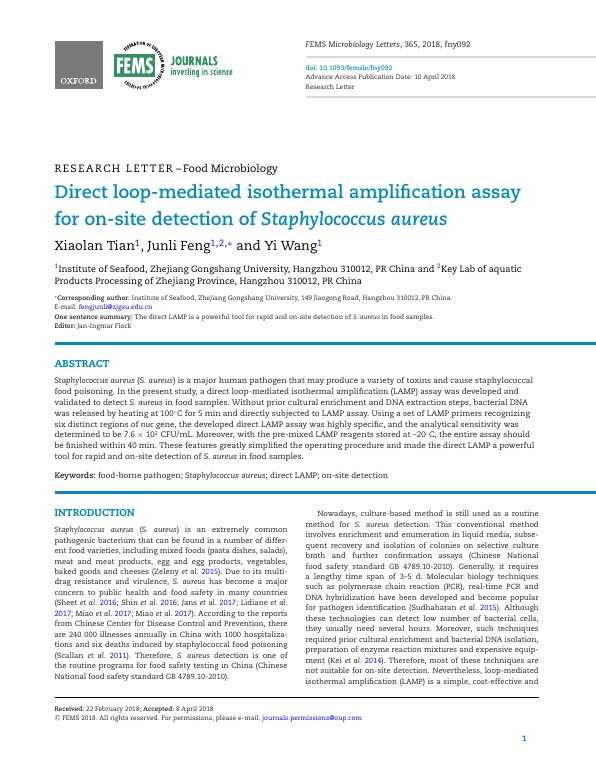 OXFORD
FEMS
JOURNALS
investing in science
FEMS Microbiology Letters, 365, 2018, fny092
doi: 10.1093/femsle/fny092
Advance Access Publication Date: 10 April 2018
Research Letter
RESEARCH LETTER – Food Microbiology
Direct loop-mediated isothermal amplification assay
for on-site detection of Staphylococcus aureus
Xiaolan Tian1, Junli Feng1,2,∗ and Yi Wang1
1Institute of Seafood, Zhejiang Gongshang University, Hangzhou 310012, PR China and 2Key Lab of aquatic
Products Processing of Zhejiang Province, Hangzhou 310012, PR China
∗Corresponding author: Institute of Seafood, Zhejiang Gongshang University, 149 Jiaogong Road, Hangzhou 310012, PR China.
E-mail: fengjunli@zjgsu.edu.cn
One sentence summary: The direct LAMP is a powerful tool for rapid and on-site detection of S. aureus in food samples.
Editor: Jan-Ingmar Flock
ABSTRACT
Staphylococcus aureus (S. aureus) is a major human pathogen that may produce a variety of toxins and cause staphylococcal
food poisoning. In the present study, a direct loop-mediated isothermal amplification (LAMP) assay was developed and
validated to detect S. aureus in food samples. Without prior cultural enrichment and DNA extraction steps, bacterial DNA
was released by heating at 100°C for 5 min and directly subjected to LAMP assay. Using a set of LAMP primers recognizing
six distinct regions of nuc gene, the developed direct LAMP assay was highly specific, and the analytical sensitivity was
determined to be 7.6 × 10² CFU/mL. Moreover, with the pre-mixed LAMP reagents stored at –20°C, the entire assay should
be finished within 40 min. These features greatly simplified the operating procedure and made the direct LAMP a powerful
tool for rapid and on-site detection of S. aureus in food samples.
Keywords: food-borne pathogen; Staphylococcus aureus; direct LAMP; on-site detection
INTRODUCTION
Staphylococcus aureus (S. aureus) is an extremely common
pathogenic bacterium that can be found in a number of differ-
ent food varieties, including mixed foods (pasta dishes, salads),
meat and meat products, egg and egg products, vegetables,
baked goods and cheeses (Zeleny et al. 2015). Due to its multi-
drag resistance and virulence, S. aureus has become a major
concern to public health and food safety in many countries
(Sheet et al. 2016; Shin et al. 2016; Jans et al. 2017; Lidiane et al.
2017; Miao et al. 2017; Miao et al. 2017). According to the reports
from Chinese Center for Disease Control and Prevention, there
are 240 000 illnesses annually in China with 1000 hospitaliza-
tions and six deaths induced by staphylococcal food poisoning
(Scallan et al. 2011). Therefore, S. aureus detection is one of
the routine programs for food safety testing in China (Chinese
National food safety standard GB 4789.10-2010).
Nowadays, culture-based method is still used as a routine
method for S. aureus detection. This conventional method
involves enrichment and enumeration in liquid media, subse-
quent recovery and isolation of colonies on selective culture
broth and further confirmation assays (Chinese National
food safety standard GB 4789.10-2010). Generally, it requires
a lengthy time span of 3–5 d. Molecular biology techniques
such as polymerase chain reaction (PCR), real-time PCR and
DNA hybridization have been developed and become popular
for pathogen identification (Sudhaharan et al. 2015). Although
these technologies can detect low number of bacterial cells,
they usually need several hours. Moreover, such techniques
required prior cultural enrichment and bacterial DNA isolation,
preparation of enzyme reaction mixtures and expensive equip-
ment (Kei et al. 2014). Therefore, most of these techniques are
not suitable for on-site detection. Nevertheless, loop-mediated
isothermal amplification (LAMP) is a simple, cost-effective and
Received: 22 February 2018; Accepted: 8 April 2018
© FEMS 2018. All rights reserved. For permissions, please e-mail: journals.permissions@oup.com
1